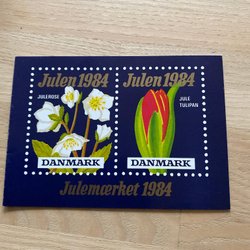 Julen 1984
JULEROSE
DANMARK
Julen 1984
JULE
TULIPAN
DANMARK
Julemærket 1984